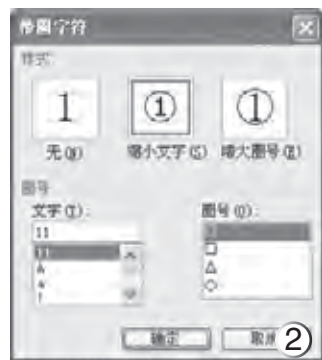 带圈字符
样式
1 ① ①
无(N) 缩小文字(S) 增大圈号(E)
圈号
文字(T): 圈号(O):
11
11
确定 取消
②